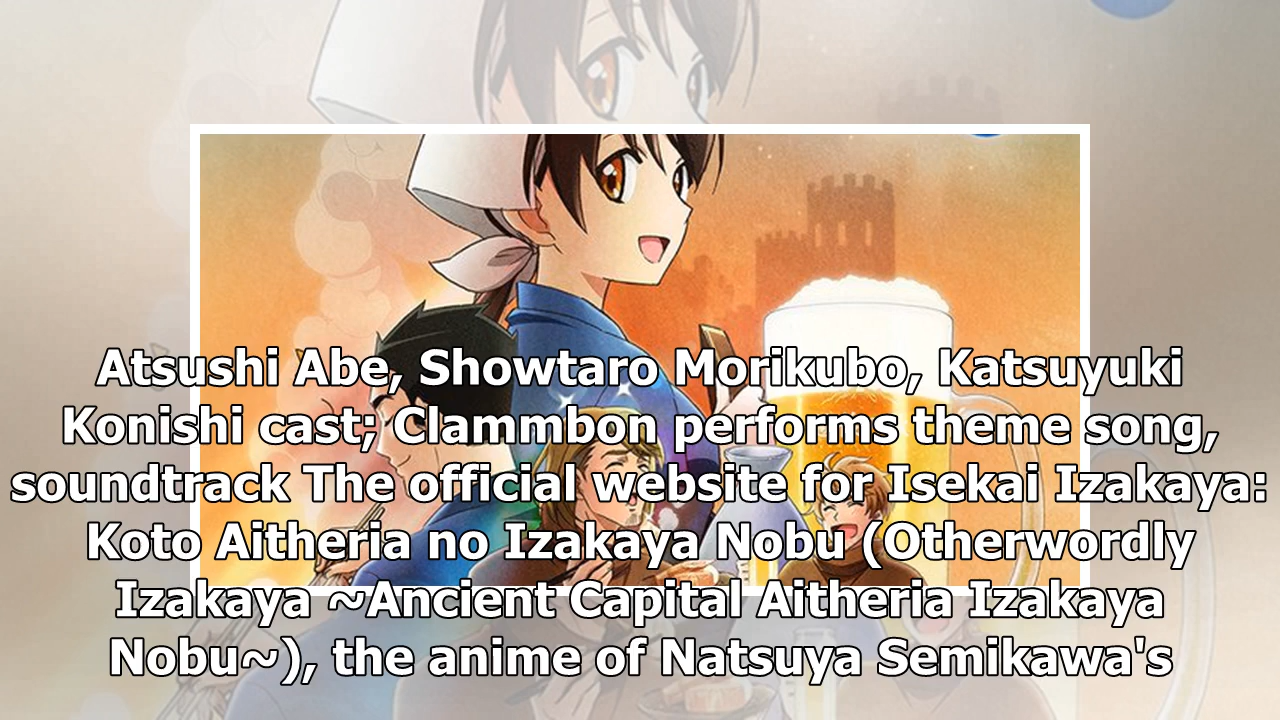 Atsushi Abe, Showtaro Morikubo, Katsuyuki
Konishi cast; Clammbon performs theme song,
soundtrack The official website for Isekai Izakaya:
Koto Aitheria no Izakaya Nobu (Otherwordly
Izakaya ~Ancient Capital Aitheria Izakaya
Nobu~), the anime of Natsuya Semikawa's